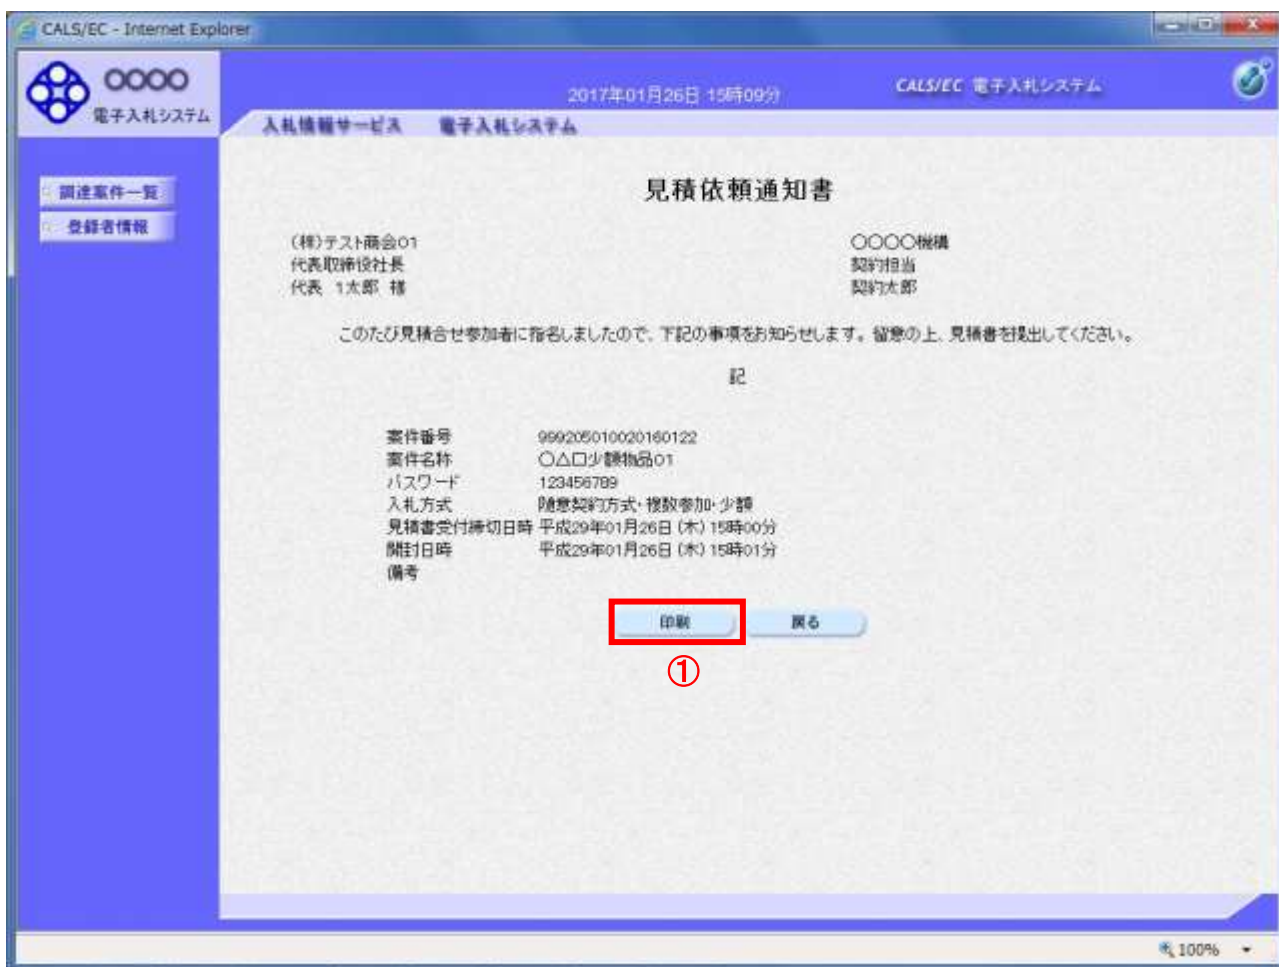 CALS/EC - Internet Explorer
〇〇〇〇
電子入札システム
2017年01月26日 15時09分
CALS/EC 電子入札システム
入札情報サービス 電子入札システム
調達案件一覧
登録者情報
見積依頼通知書
(株)テスト商会01
〇〇〇〇機構
代表取締役社長
契約担当
代表 1太郎 様
契約太郎
このたび見積合せ参加者に指名しましたので、下記の事項をお知らせします。留意の上、見積書を提出してください。
記
案件番号 999205010020160122
案件名称 〇△口少額物品01
パスワード 123456789
入札方式 随意契約方式・複数参加・少額
見積書受付締切日時 平成29年01月26日(木)15時00分
開封日時 平成29年01月26日(木)15時01分
備考
印刷 戻る
①
100%